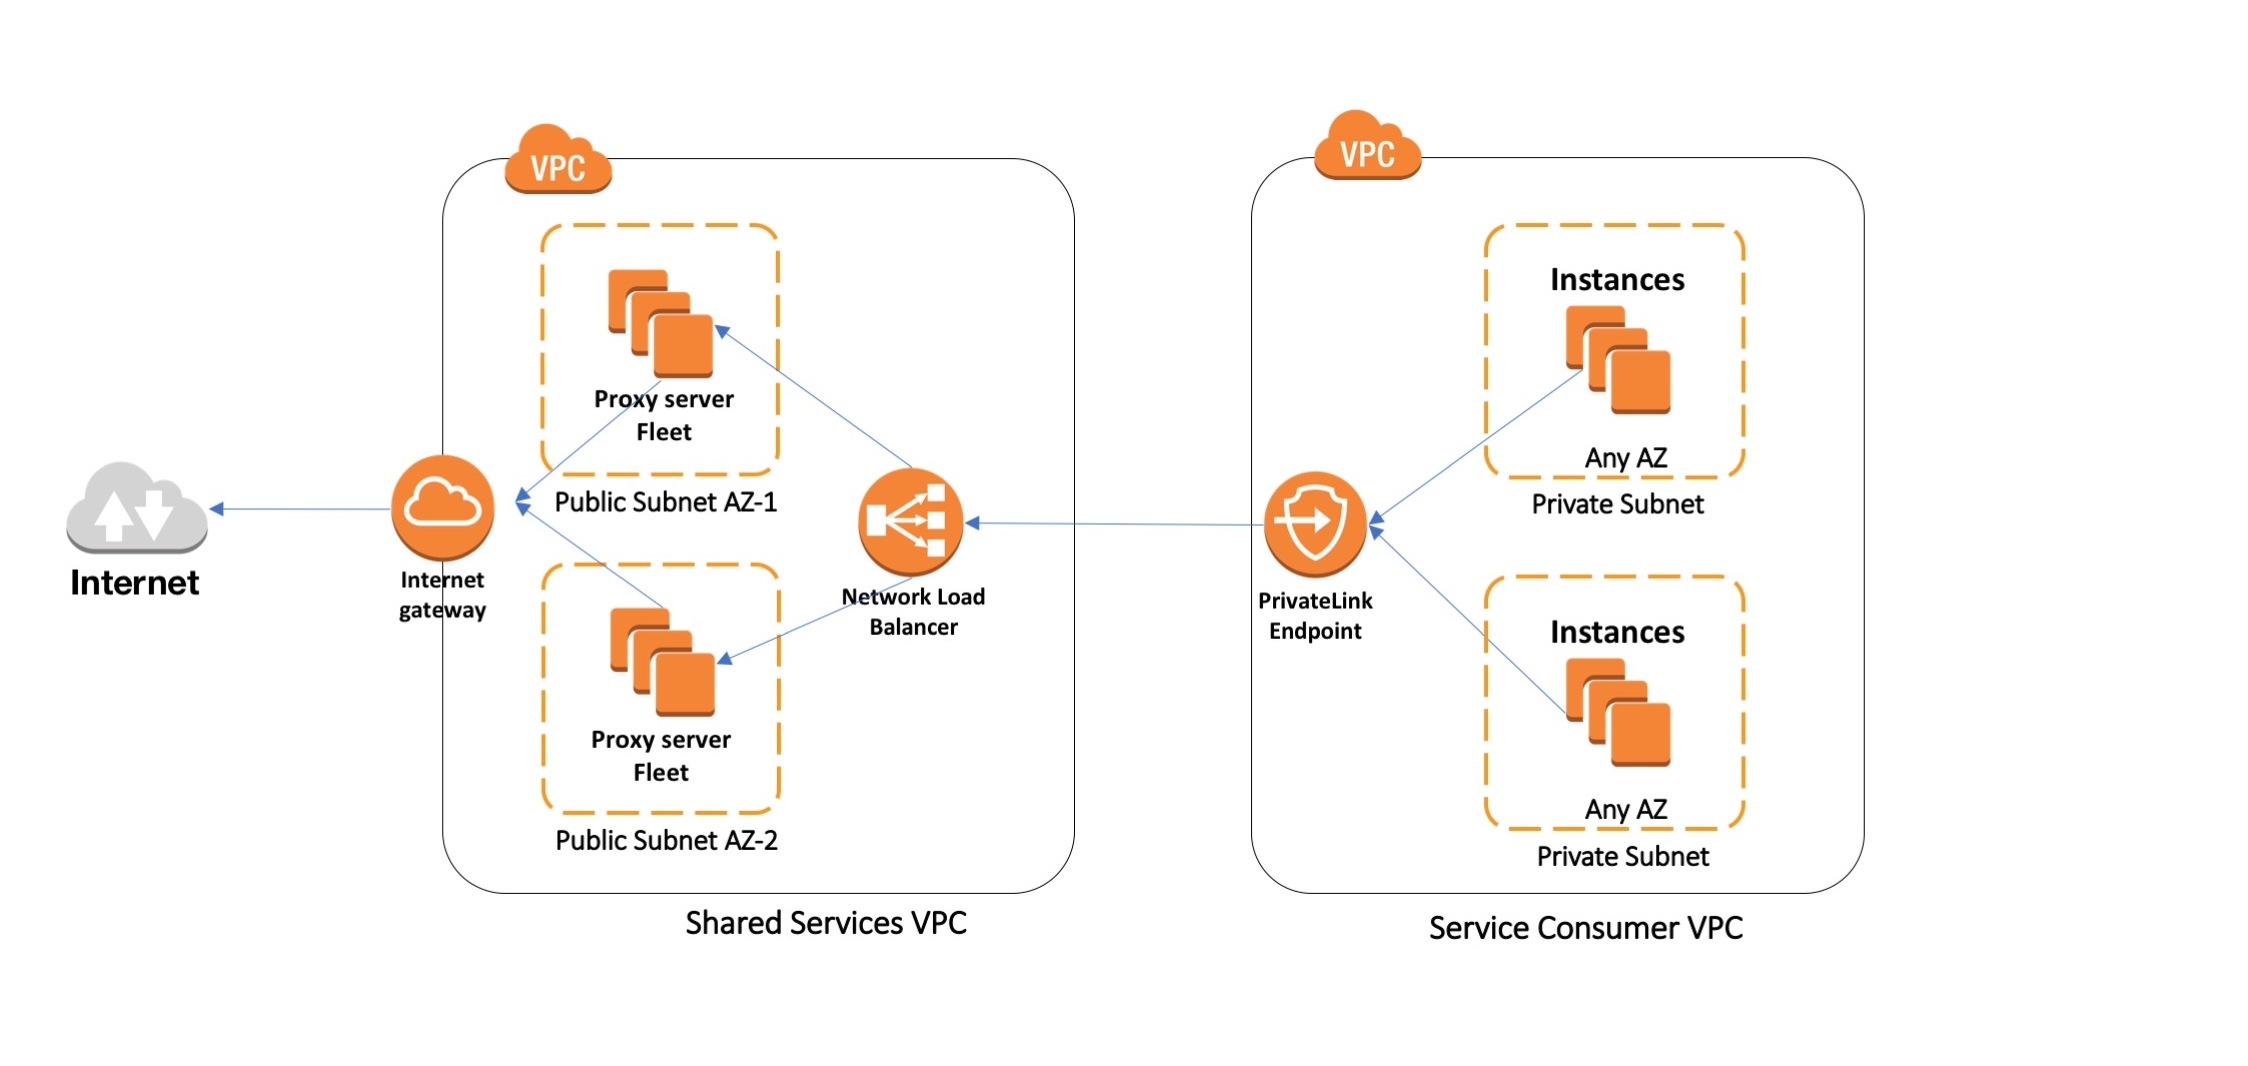 VPC
Proxy server
Fleet
Public Subnet AZ-1
Internet
Internet
gateway
Network Load
Balancer
Proxy server
Fleet
Public Subnet AZ-2
Shared Services VPC
VPC
Instances
Any AZ
Private Subnet
PrivateLink
Endpoint
Instances
Any AZ
Private Subnet
Service Consumer VPC